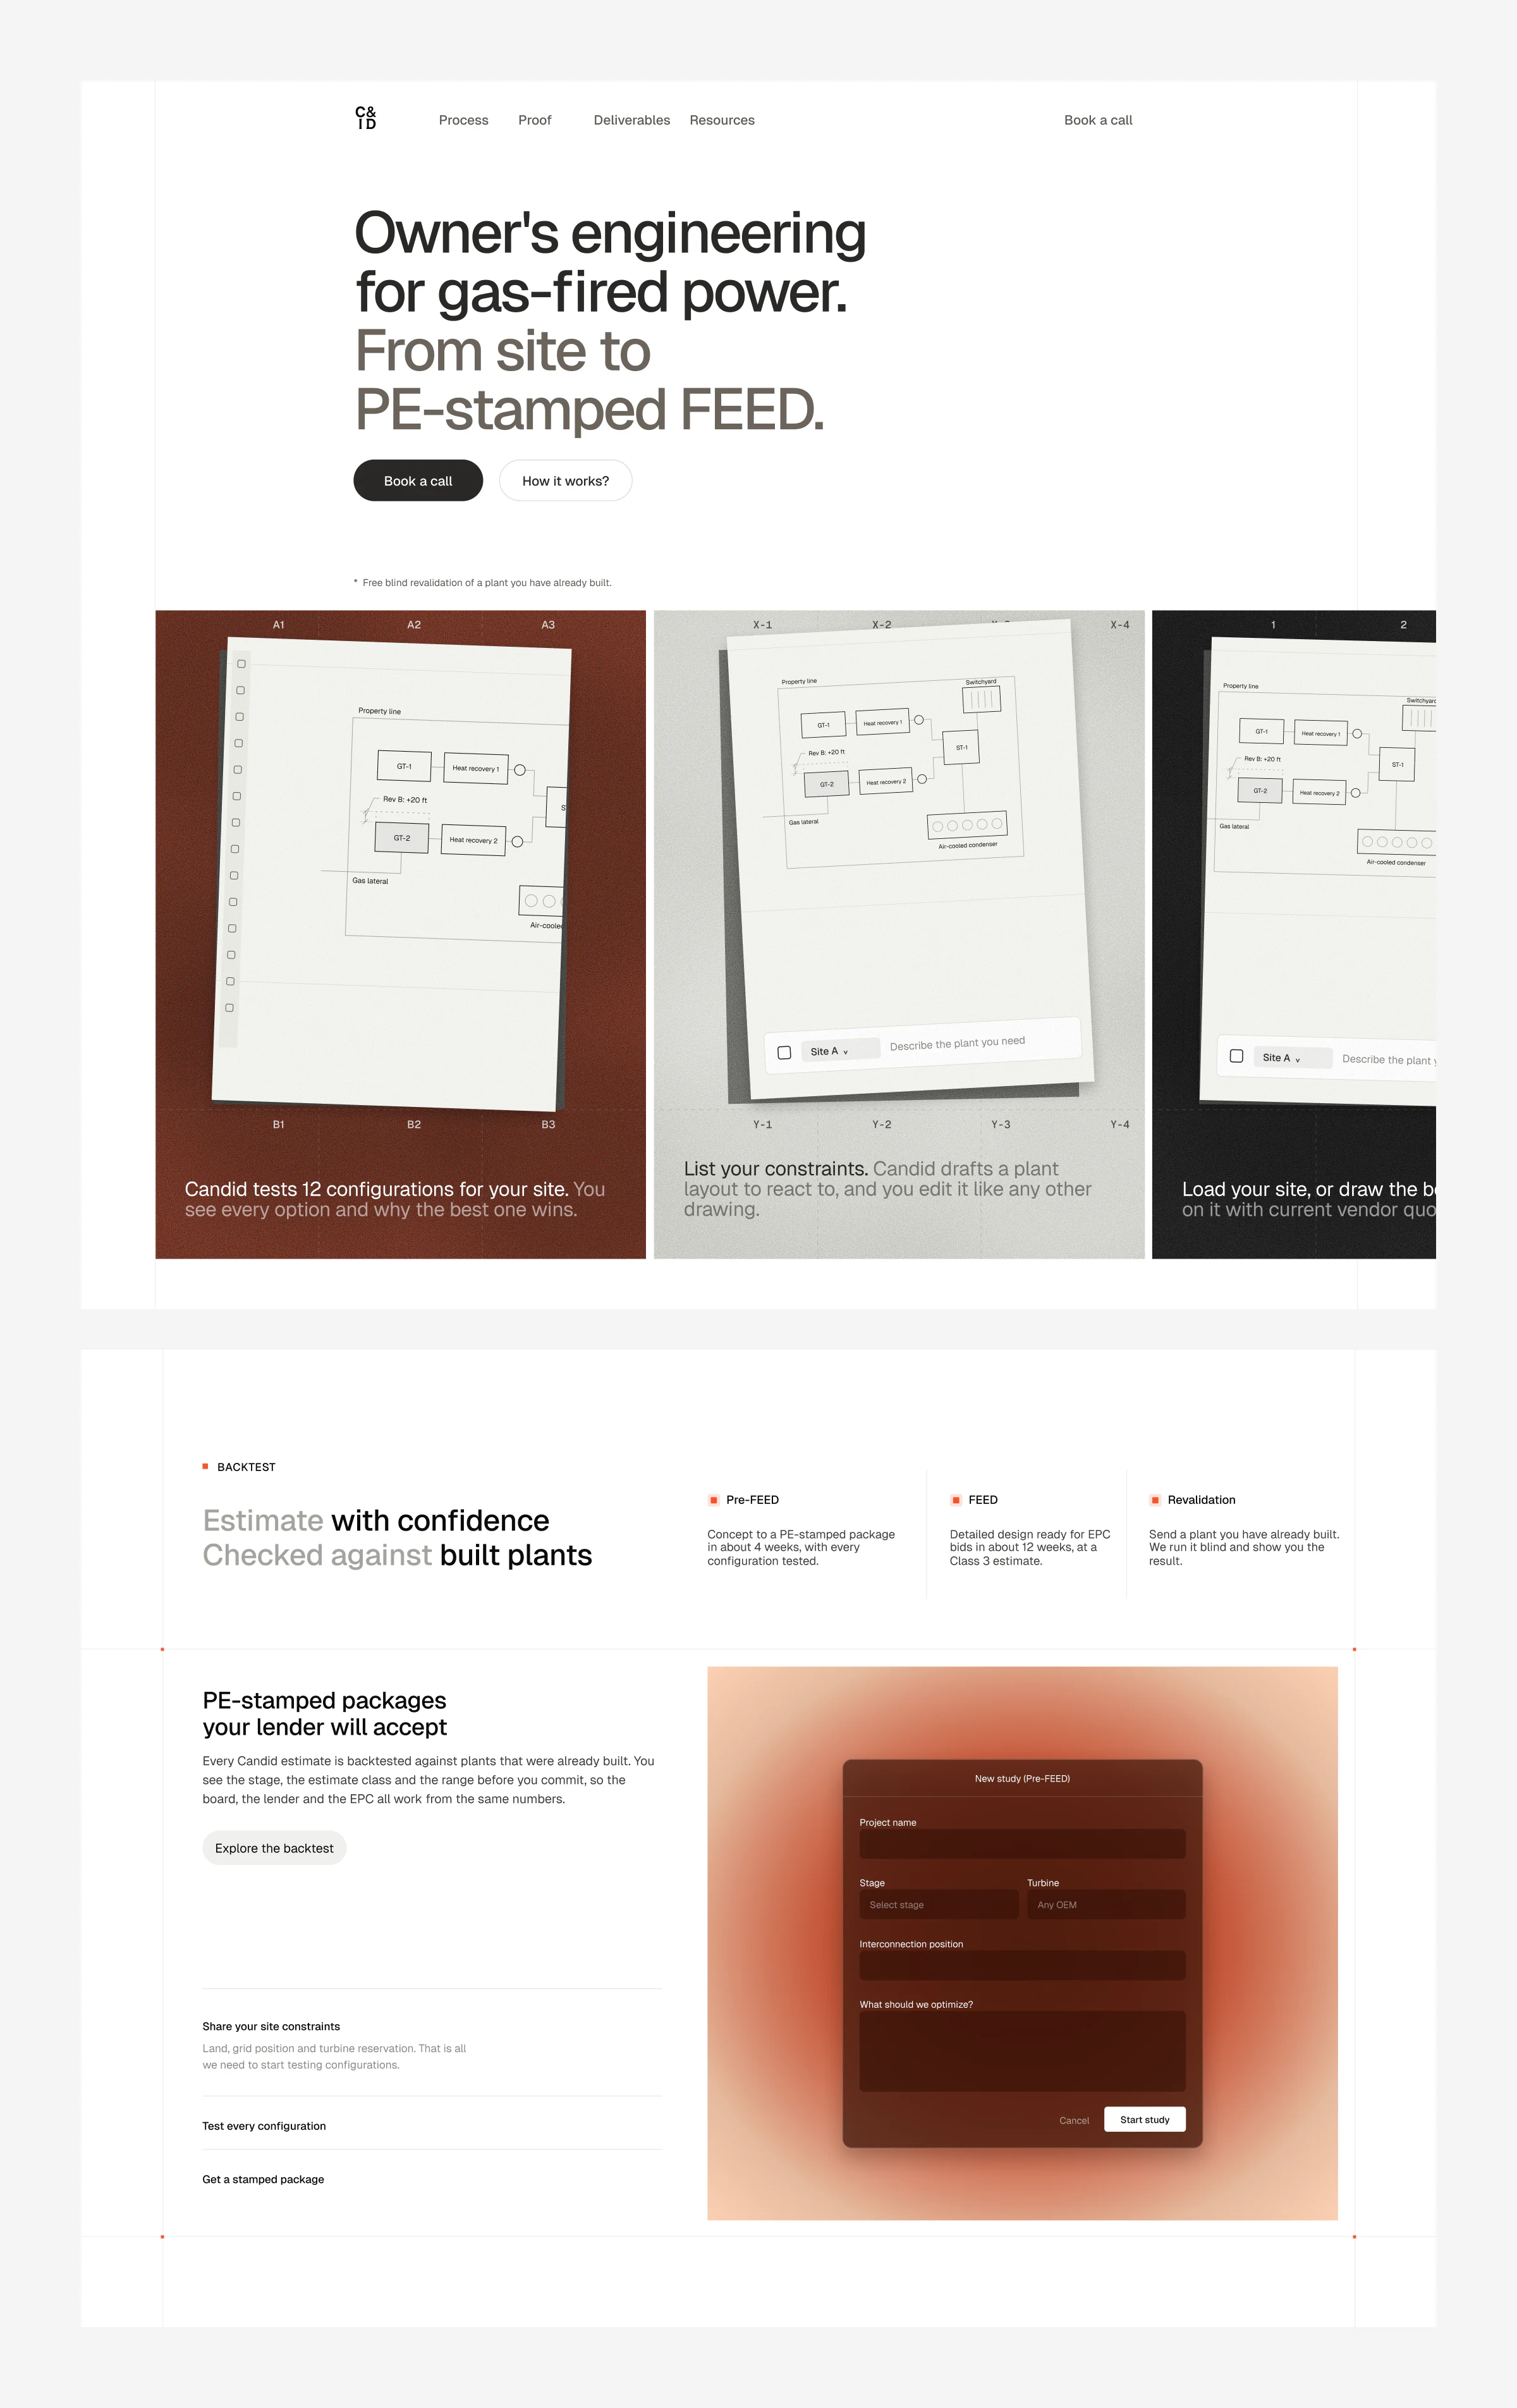 C&
ID
Process
Proof
Deliverables
Resources
Book a call
Owner's engineering
for gas-fired power.
From site to
PE-stamped FEED.
Book a call
How it works?
* Free blind revalidation of a plant you have already built.
A1
A2
A3
Property line
GT-1
Heat recovery 1
Rev B: +20 ft
GT-2
Heat recovery 2
Gas lateral
B1
B2
B3
Candid tests 12 configurations for your site. You
see every option and why the best one wins.
X-1
X-2
X-4
Property line
Switchyard
GT-1
Heat recovery 1
ST-1
Rev B: +20 ft
GT-2
Heat recovery 2
Gas lateral
Air-cooled condenser
Site A
Describe the plant you need
Y-1
Y-2
Y-3
Y-4
List your constraints. Candid drafts a plant
layout to react to, and you edit it like any other
drawing.
1
2
Property line
Switchyard
GT-1
Heat recovery 1
ST-1
Rev B: +20 ft
GT-2
Heat recovery 2
Gas lateral
Air-cooled condenser
Site A
Describe the plant
Load your site, or draw the
on it with current vendor
BACKTEST
Estimate with confidence
Checked against built plants
Pre-FEED
Concept to a PE-stamped package
in about 4 weeks, with every
configuration tested.
FEED
Detailed design ready for EPC
bids in about 12 weeks, at a
Class 3 estimate.
Revalidation
Send a plant you have already built.
We run it blind and show you the
result.
PE-stamped packages
your lender will accept
Every Candid estimate is backtested against plants that were already built. You
see the stage, the estimate class and the range before you commit, so the
board, the lender and the EPC all work from the same numbers.
Explore the backtest
Share your site constraints
Land, grid position and turbine reservation. That is all
we need to start testing configurations.
Test every configuration
Get a stamped package
New study (Pre-FEED)
Project name
Stage
Turbine
Select stage
Any OEM
Interconnection position
What should we optimize?
Cancel
Start study